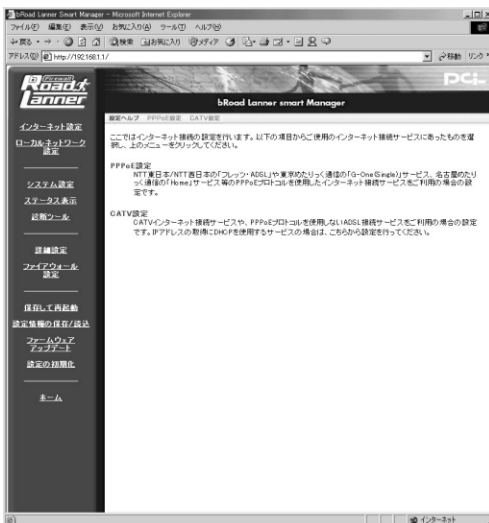 bRoad Lanner Smart Manager - Microsoft Internet Explorer
ファイル(F) 編集(E) 表示(V) お気に入り(A) ツール(T) ヘルプ(H)
戻る 検索 お気に入り メディア
アドレス(D) http://192.168.1.1/ 移動 リンク
Firewall
Road
Lanner
PCi
bRoad Lanner smart Manager
設定ヘルプ PPPoE設定 CATV設定
インターネット設定
ローカルネットワーク
設定
システム設定
ステータス表示
診断ツール
詳細設定
ファイアウォール
設定
保存して再起動
設定情報の保存/読込
ファームウェア
アップデート
設定の初期化
ホーム
ここではインターネット接続の設定を行います。以下の項目からご使用のインターネット接続サービスにあったものを選
択し、上のメニューをクリックしてください。
PPPoE設定
NTT東日本/NTT西日本の「フレッツ・ADSL」や東京めたりっく通信の「G-One(Single)」サービス、名古屋めたり
っく通信の「Home」サービス等のPPPoEプロトコルを使用したインターネット接続サービスをご利用の場合の設
定です。
CATV設定
CATVインターネット接続サービスや、PPPoEプロトコルを使用しないADSL接続サービスをご利用の場合の設定
です。IPアドレスの取得にDHCPを使用するサービスの場合は、こちらから設定を行ってください。
インターネット